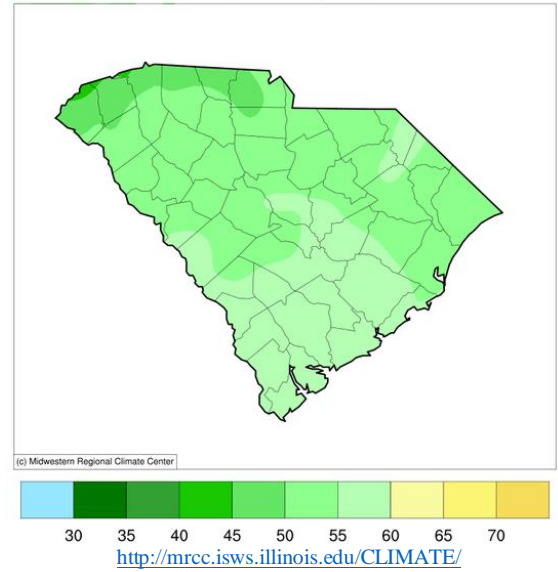 (c) Midwestern Regional Climate Center
30 35 40 45 50 55 60 65 70
http://mrcc.isws.illinois.edu/CLIMATE/